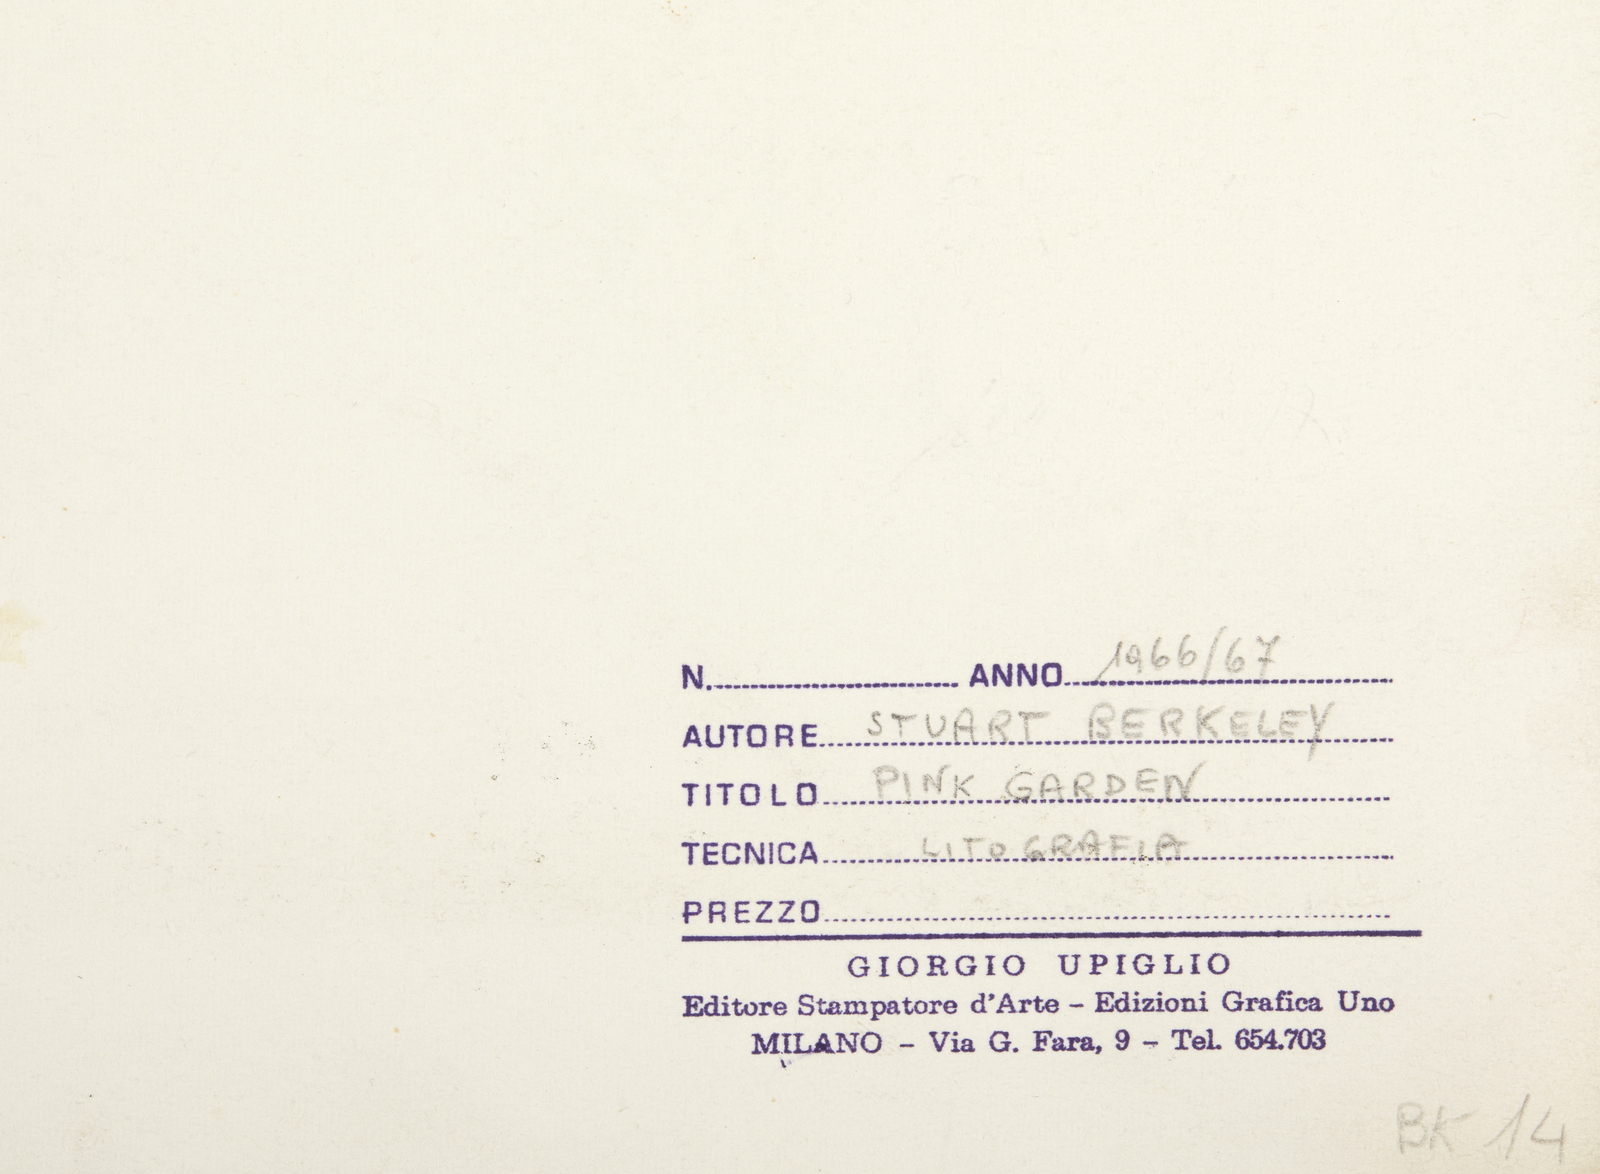 N. ANNO 1966/67
AUTORE STUART BERKELEY
TITOLO PINK GARDEN
TECNICA LITOGRAFIA
PREZZO
GIORGIO UPIGLIO
Editore Stampatore d'Arte – Edizioni Grafica Uno
MILANO – Via G. Fara, 9 – Tel. 654.703
BK 14